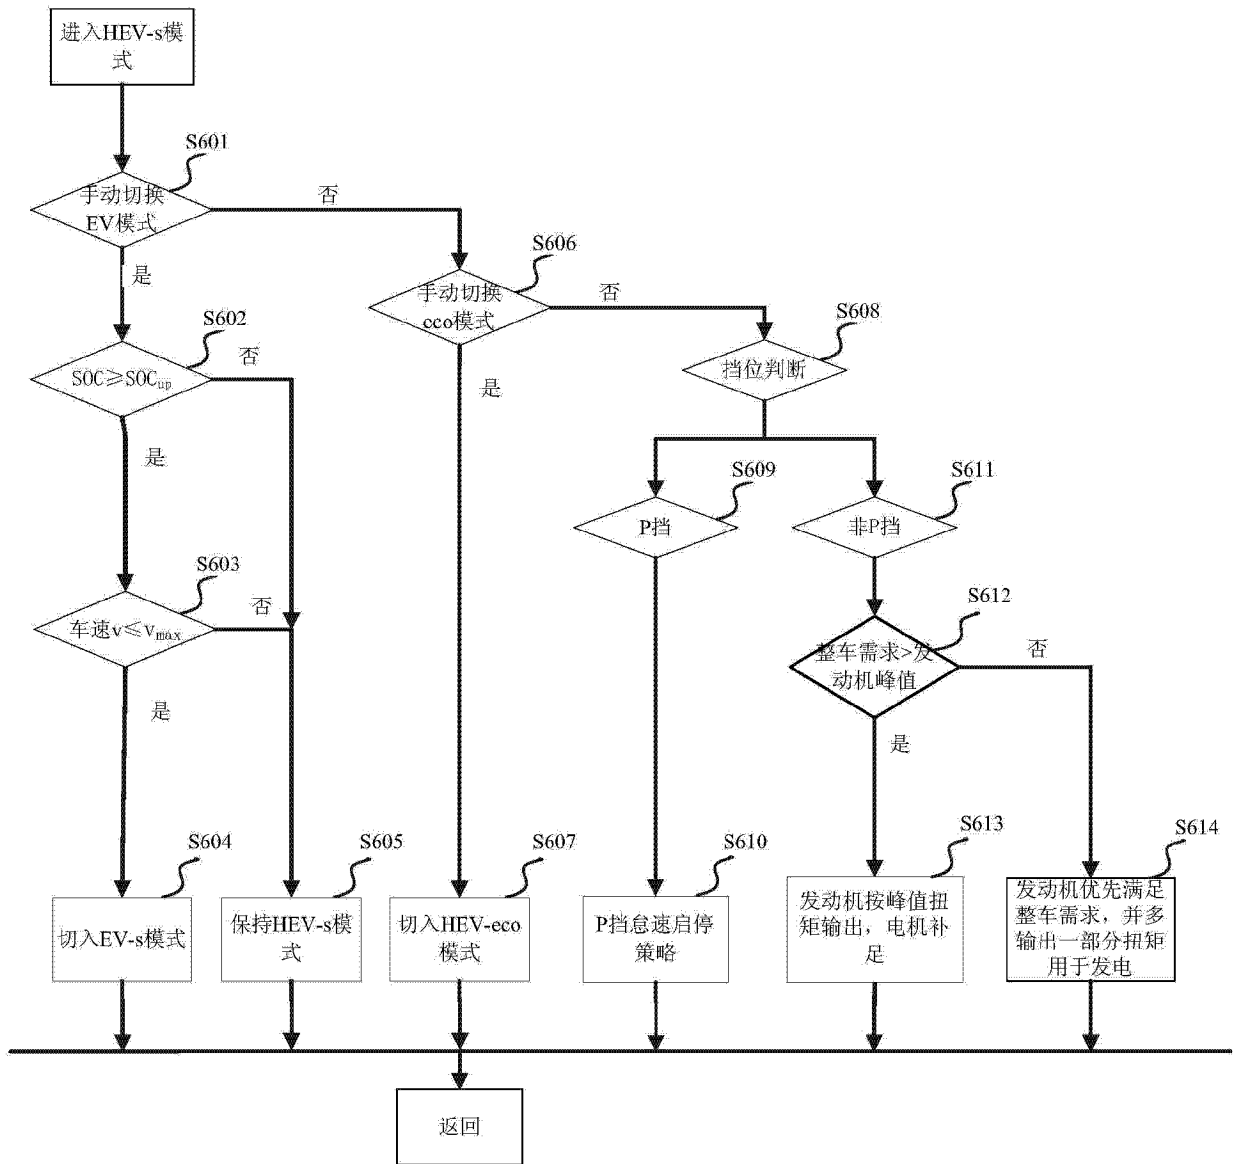 进入HEV-s模
式
S601
手动切换
EV模式
否
是
S606
手动切换
eco模式
否
S602
SOC≥SOCup
否
S608
挡位判断
是
是
S609
P挡
S611
非P挡
S603
车速v≤vmax
否
S612
整车需求>发
动机峰值
否
是
是
S604
切入EV-s模式
S605
保持HEV-s模
式
S607
切入HEV-eco
模式
S610
P挡怠速启停
策略
S613
发动机按峰值扭
矩输出，电机补
足
S614
发动机优先满足
整车需求，并多
输出一部分扭矩
用于发电
返回